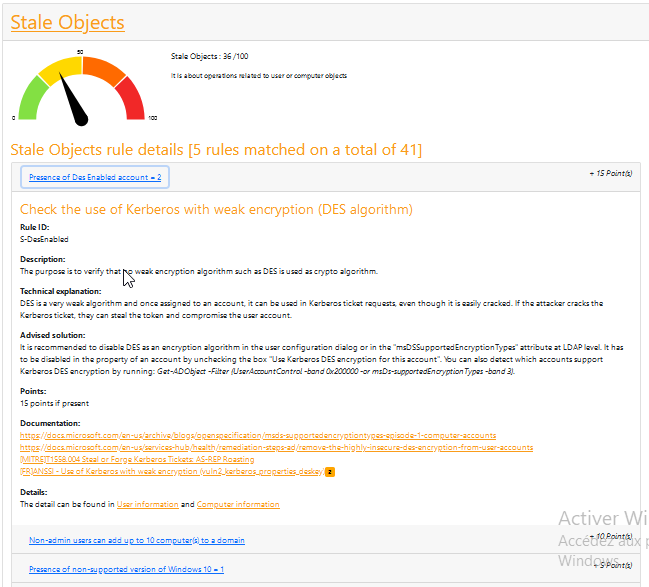 Stale Objects
50
0
100
Stale Objects : 36 /100
It is about operations related to user or computer objects
Stale Objects rule details [5 rules matched on a total of 41]
Presence of Des Enabled account = 2
+ 15 Point(s)
Check the use of Kerberos with weak encryption (DES algorithm)
Rule ID:
S-DesEnabled
Description:
The purpose is to verify that no weak encryption algorithm such as DES is used as crypto algorithm.
Technical explanation:
DES is a very weak algorithm and once assigned to an account, it can be used in Kerberos ticket requests, even though it is easily cracked. If the attacker cracks the
Kerberos ticket, they can steal the token and compromise the user account.
Advised solution:
It is recommended to disable DES as an encryption algorithm in the user configuration dialog or in the "msDSSupportedEncryptionTypes" attribute at LDAP level. It has
to be disabled in the property of an account by unchecking the box "Use Kerberos DES encryption for this account". You can also detect which accounts support
Kerberos DES encryption by running: Get-ADObject -Filter {UserAccountControl -band 0x200000 -or msDs-supportedEncryptionTypes -band 3}.
Points:
15 points if present
Documentation:
https://docs.microsoft.com/en-us/archive/blogs/openspecification/msds-supportedencryptiontypes-episode-1-computer-accounts
https://docs.microsoft.com/en-us/services-hub/health/remediation-steps-ad/remove-the-highly-insecure-des-encryption-from-user-accounts
[MITRE]T1558.004 Steal or Forge Kerberos Tickets: AS-REP Roasting
[FR]ANSSI - Use of Kerberos with weak encryption (vuln2_kerberos_properties_deskey) 2
Details:
The detail can be found in User information and Computer information
Non-admin users can add up to 10 computer(s) to a domain
+ 10 Point(s)
Presence of non-supported version of Windows 10 = 1
+ 5 Point(s)
Activer Wi
Accédez aux p
Windows.